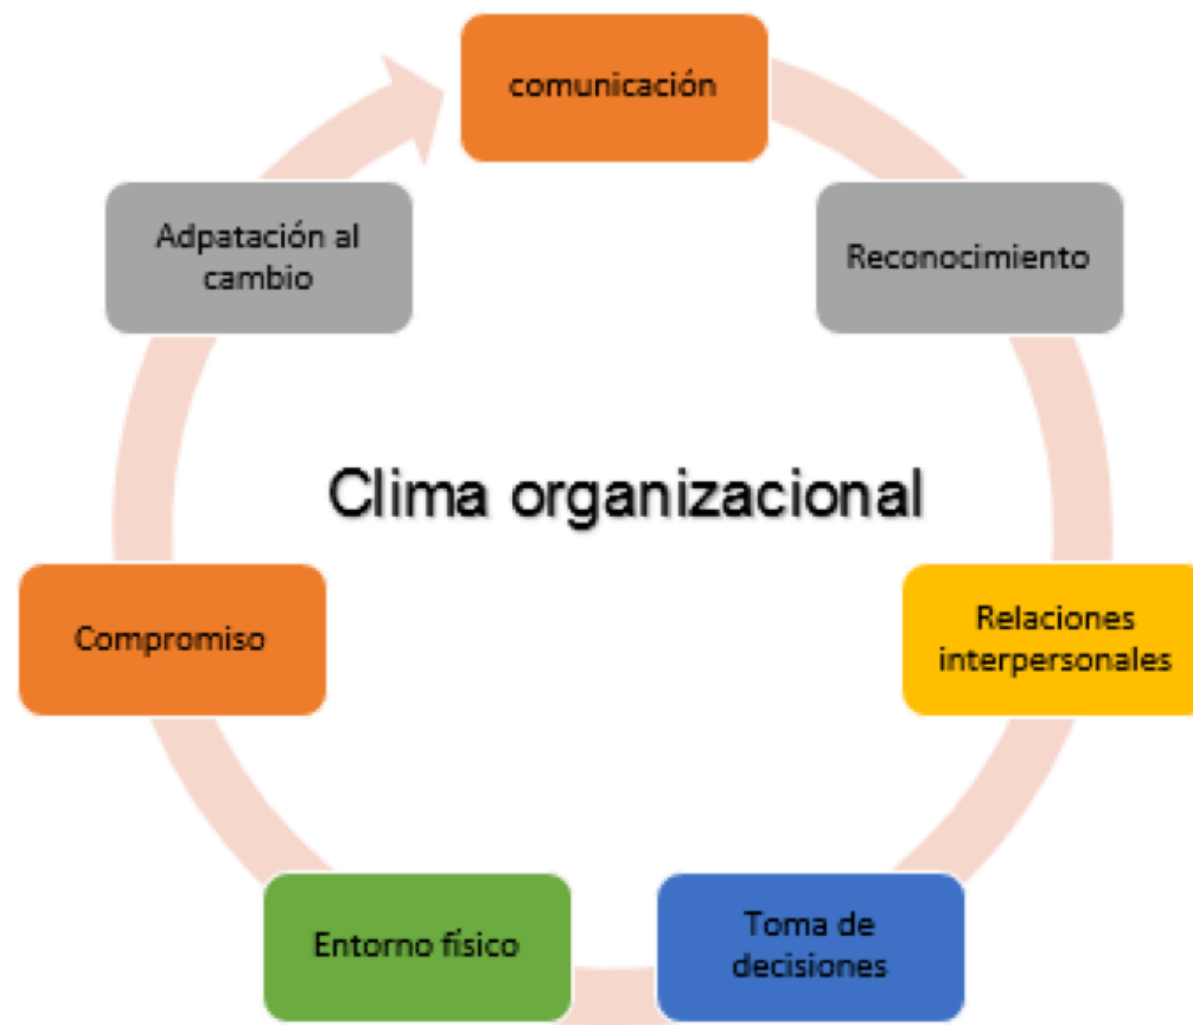 comunicación
Reconocimiento
Relaciones
interpersonales
Toma de
decisiones
Entorno físico
Compromiso
Adpatación al
cambio
Clima organizacional